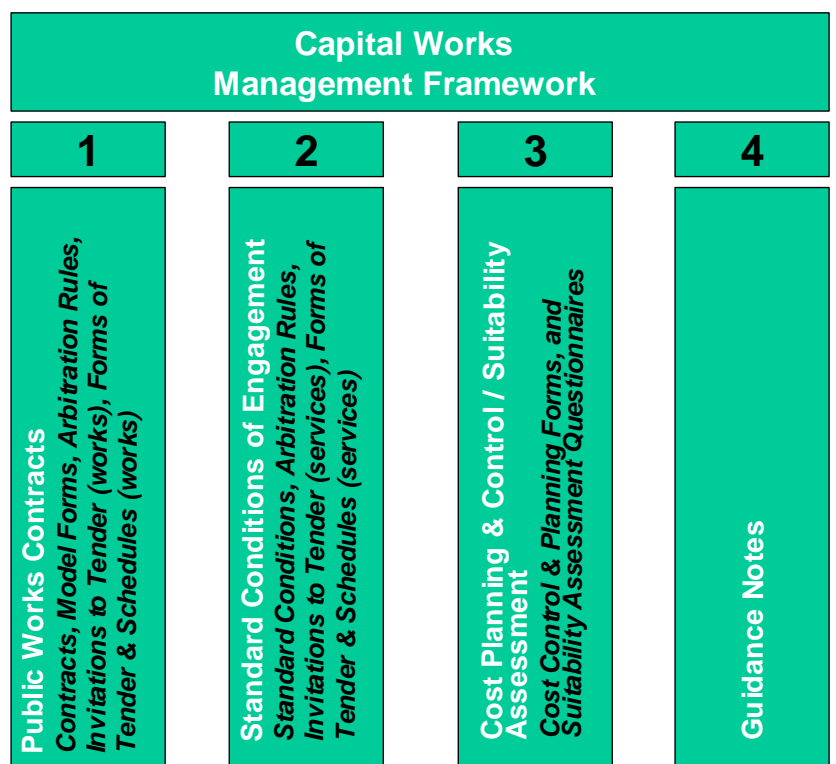 Capital Works
Management Framework
1
2
3
4
Public Works Contracts
Contracts, Model Forms, Arbitration Rules,
Invitations to Tender (works), Forms of
Tender & Schedules (works)
Standard Conditions of Engagement
Standard Conditions, Arbitration Rules,
Invitations to Tender (services), Forms of
Tender & Schedules (services)
Cost Planning & Control / Suitability
Assessment
Cost Control & Planning Forms, and
Suitability Assessment Questionnaires
Guidance Notes